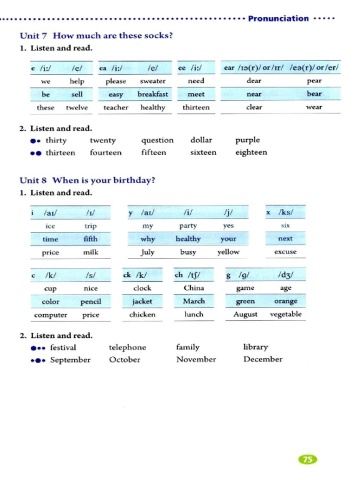 Pronunciation
Unit 7 How much are these socks?
1. Listen and read.
e /iː/ /e/ ea /iː/ /e/ ee /iː/ ear /ɪə(r)/ or /ɪr/ /eə(r)/ or /er/
we help please sweater need dear pear
be sell easy breakfast meet near bear
these twelve teacher healthy thirteen clear wear
2. Listen and read.
●• thirty twenty question dollar purple
•● thirteen fourteen fifteen sixteen eighteen
Unit 8 When is your birthday?
1. Listen and read.
i /aɪ/ /ɪ/ y /aɪ/ /i/ /j/ x /ks/
ice trip my party yes six
time fifth why healthy your next
price milk July busy yellow excuse
c /k/ /s/ ck /k/ ch /tʃ/ g /g/ /dʒ/
cup nice clock China game age
color pencil jacket March green orange
computer price chicken lunch August vegetable
2. Listen and read.
●•• festival telephone family library
•●• September October November December
75